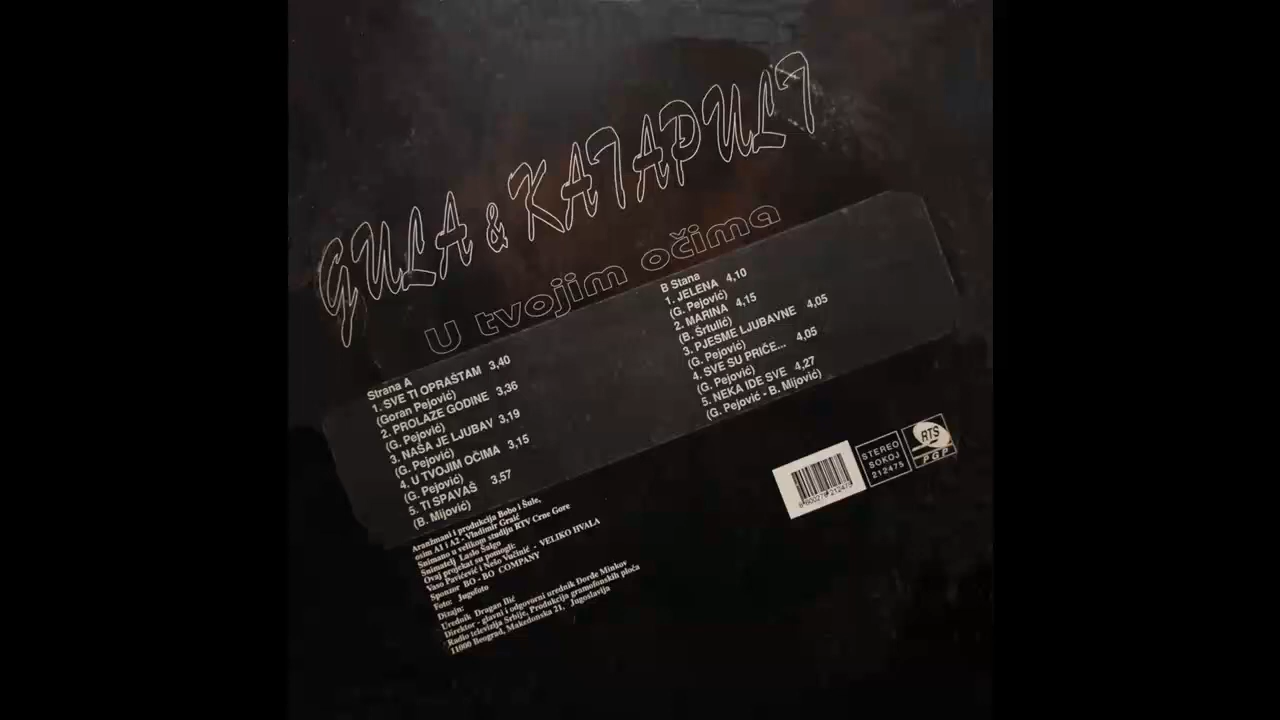 GULA & KATAPULT
U tvojim očima
Strana A
1. SVE TI OPRAŠTAM 3,40
(Goran Pejović)
2. PROLAZE GODINE 3,36
(G. Pejović)
3. NAŠA JE LJUBAV 3,19
(G. Pejović)
4. U TVOJIM OČIMA 3,15
(G. Pejović)
5. TI SPAVAŠ 3,57
(B. Mijović)
B Stana
1. JELENA 4,10
(G. Pejović)
2. MARINA 4,15
(B. Šrtulić)
3. PJESME LJUBAVNE 4,05
(G. Pejović)
4. SVE SU PRIČE... 4,05
(G. Pejović)
5. NEKA IDE SVE 4,27
(G. Pejović - B. Mijović)
Aranžmani i produkcija Bobo i Šule,
osim A1 i A2 - Vladimir Graić
Snimano u velikom studiju RTV Crne Gore
Snimatelj Laslo Šalgo
Ovaj projekat su pomogli:
Vaso Pavićević i Nešo Vučinić - VELIKO HVALA
Sponzor BO - BO COMPANY
Foto: Jugofoto
Dizajn:
Urednik Dragan Ilić
Direktor - glavni i odgovorni urednik Đorđe Minkov
Radio televizija Srbije, Produkcija gramofonskih ploča
11000 Beograd, Makedonska 21, Jugoslavija
STEREO
SOKOJ
212475
RTS
PGP